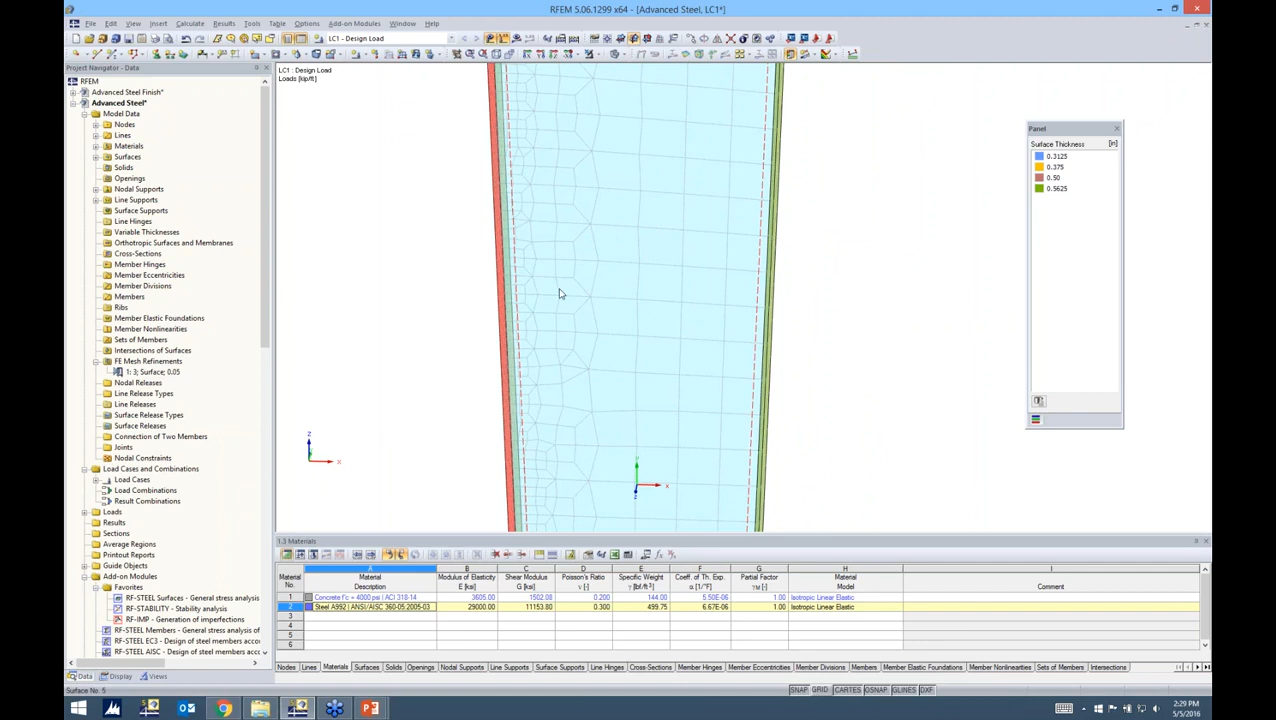 RFEM 5.06.1299 x64 - [Advanced Steel, LC1*]
File Edit View Insert Calculate Results Tools Table Options Add-on Modules Window Help
LC1 - Design Load
Project Navigator - Data
RFEM
Advanced Steel Finish*
Advanced Steel*
Model Data
Nodes
Lines
Materials
Surfaces
Solids
Openings
Nodal Supports
Line Supports
Surface Supports
Line Hinges
Variable Thicknesses
Orthotropic Surfaces and Membranes
Cross-Sections
Member Hinges
Member Eccentricities
Member Divisions
Members
Ribs
Member Elastic Foundations
Member Nonlinearities
Sets of Members
Intersections of Surfaces
FE Mesh Refinements
1: 3; Surface; 0.05
Nodal Releases
Line Release Types
Line Releases
Surface Release Types
Surface Releases
Connection of Two Members
Joints
Nodal Constraints
Load Cases and Combinations
Load Cases
Load Combinations
Result Combinations
Loads
Results
Sections
Average Regions
Printout Reports
Guide Objects
Add-on Modules
Favorites
RF-STEEL Surfaces - General stress analysis
RF-STABILITY - Stability analysis
RF-IMP - Generation of imperfections
RF-STEEL Members - General stress analysis of
RF-STEEL EC3 - Design of steel members acco
RF-STEEL AISC - Design of steel members acco
Data Display Views
LC1 : Design Load
Loads [kip/ft]
Z
X
Y
X
Z
Panel
Surface Thickness [in]
0.3125
0.375
0.50
0.5625
1.3 Materials
A B C D E F G H I
Material Material Modulus of Elasticity Shear Modulus Poisson's Ratio Specific Weight Coeff. of Th. Exp. Partial Factor Material
No. Description E [ksi] G [ksi] ν [-] γ [lbf/ft³] α [1/°F] γM [-] Model Comment
1 Concrete f'c = 4000 psi | ACI 318-14 3605.00 1502.08 0.200 144.00 5.50E-06 1.00 Isotropic Linear Elastic
2 Steel A992 | ANSI/AISC 360-05:2005-03 29000.00 11153.80 0.300 499.75 6.67E-06 1.00 Isotropic Linear Elastic
3
4
5
6
Nodes Lines Materials Surfaces Solids Openings Nodal Supports Line Supports Surface Supports Line Hinges Cross-Sections Member Hinges Member Eccentricities Member Divisions Members Member Elastic Foundations Member Nonlinearities Sets of Members Intersections
Surface No. 5
SNAP GRID CARTES OSNAP GLINES DXF
2:29 PM
5/5/2016